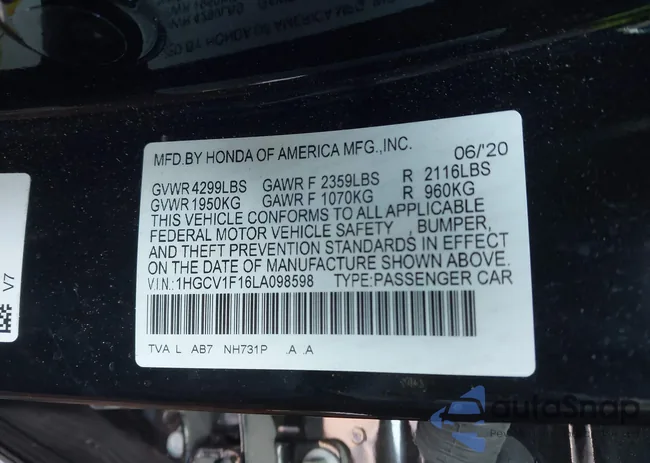 MFD.BY HONDA OF AMERICA MFG.,INC. 06/'20
GVWR 4299LBS GAWR F 2359LBS R 2116LBS
GVWR 1950KG GAWR F 1070KG R 960KG
THIS VEHICLE CONFORMS TO ALL APPLICABLE
FEDERAL MOTOR VEHICLE SAFETY , BUMPER,
AND THEFT PREVENTION STANDARDS IN EFFECT
ON THE DATE OF MANUFACTURE SHOWN ABOVE.
V.I.N.:1HGCV1F16LA098598 TYPE:PASSENGER CAR
TVA L AB7 NH731P .A .A
V7
autoSnap